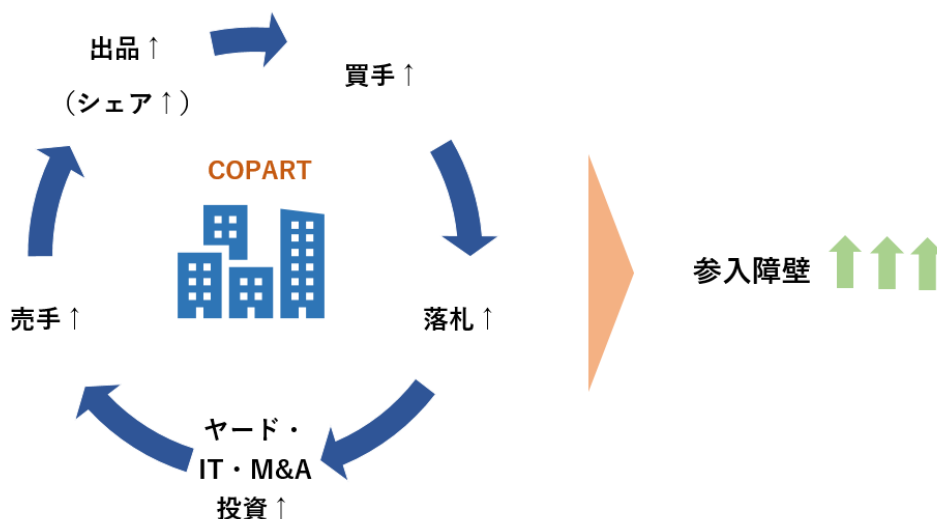 出品↑
（シェア↑）
買手↑
COPART
落札↑
売手↑
ヤード・
IT・M&A
投資↑
参入障壁